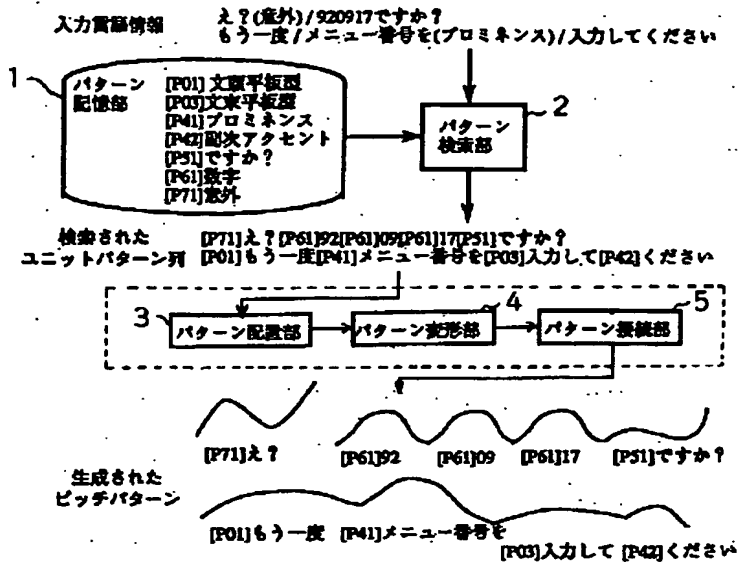 入力言語情報
え?(意外)/920917ですか?
もう一度/メニュー番号を(プロミネンス)/入力してください
1
パターン
記憶部
[P01]文頭平板型
[P03]文末平板型
[P41]プロミネンス
[P42]副次アクセント
[P51]ですか?
[P61]数字
[P71]意外
2
パターン
検索部
検索された
ユニットパターン列
[P71]え?[P61]92[P61]09[P61]17[P51]ですか?
[P01]もう一度[P41]メニュー番号を[P03]入力して[P42]ください
3
パターン配置部
4
パターン変形部
5
パターン接続部
[P71]え?
[P61]92
[P61]09
[P61]17
[P51]ですか?
生成された
ピッチパターン
[P01]もう一度
[P41]メニュー番号を
[P03]入力して
[P42]ください